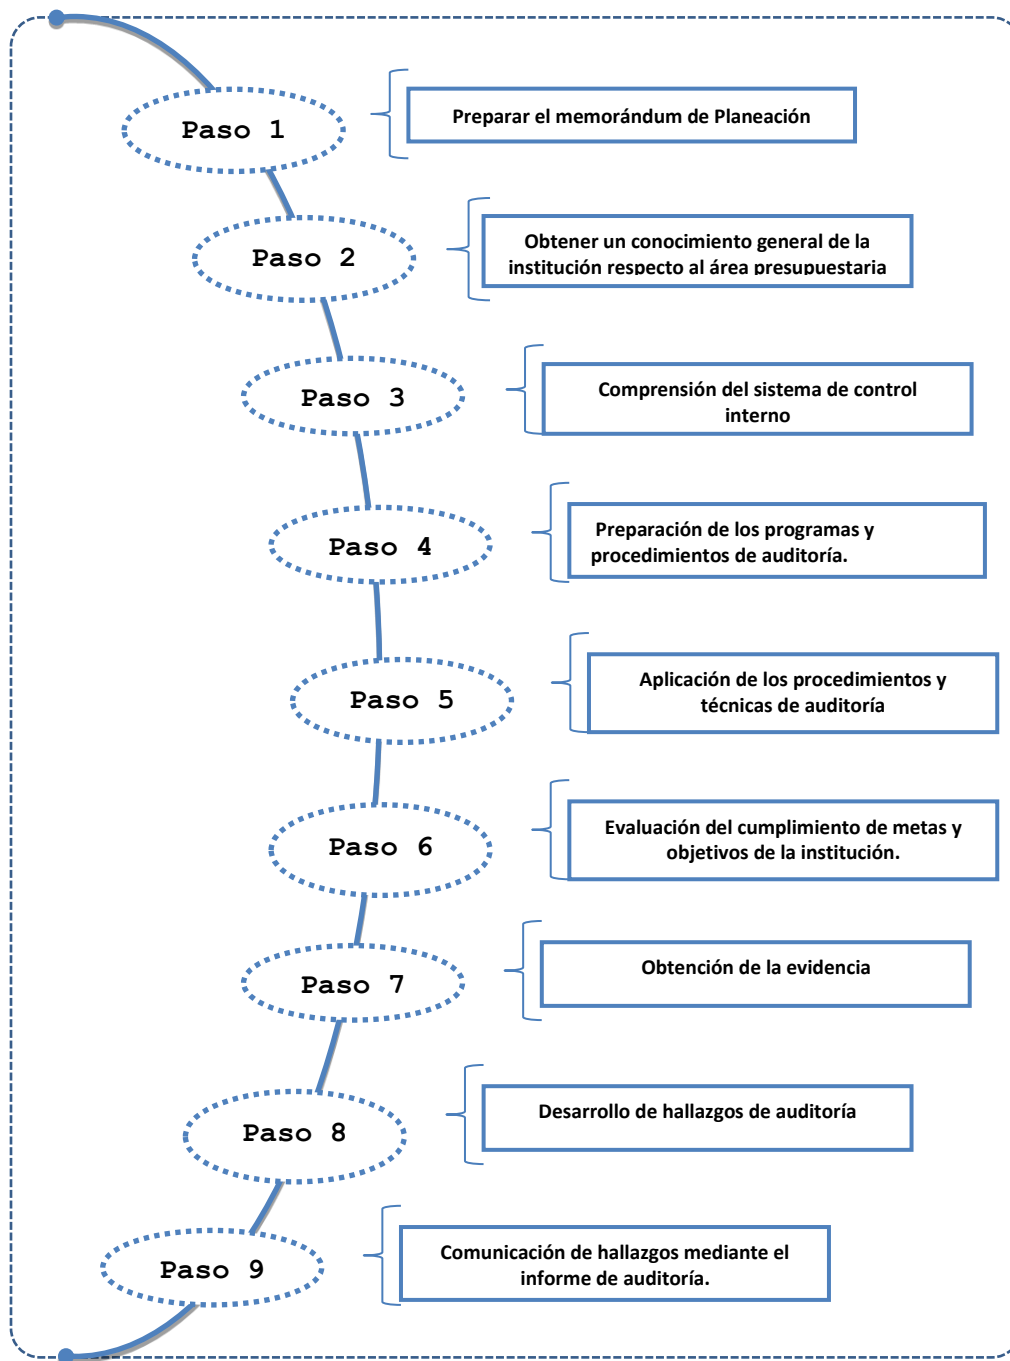 Paso 1
Preparar el memorándum de Planeación
Paso 2
Obtener un conocimiento general de la
institución respecto al área presupuestaria
Paso 3
Comprensión del sistema de control
interno
Paso 4
Preparación de los programas y
procedimientos de auditoría.
Paso 5
Aplicación de los procedimientos y
técnicas de auditoría
Paso 6
Evaluación del cumplimiento de metas y
objetivos de la institución.
Paso 7
Obtención de la evidencia
Paso 8
Desarrollo de hallazgos de auditoría
Paso 9
Comunicación de hallazgos mediante el
informe de auditoría.